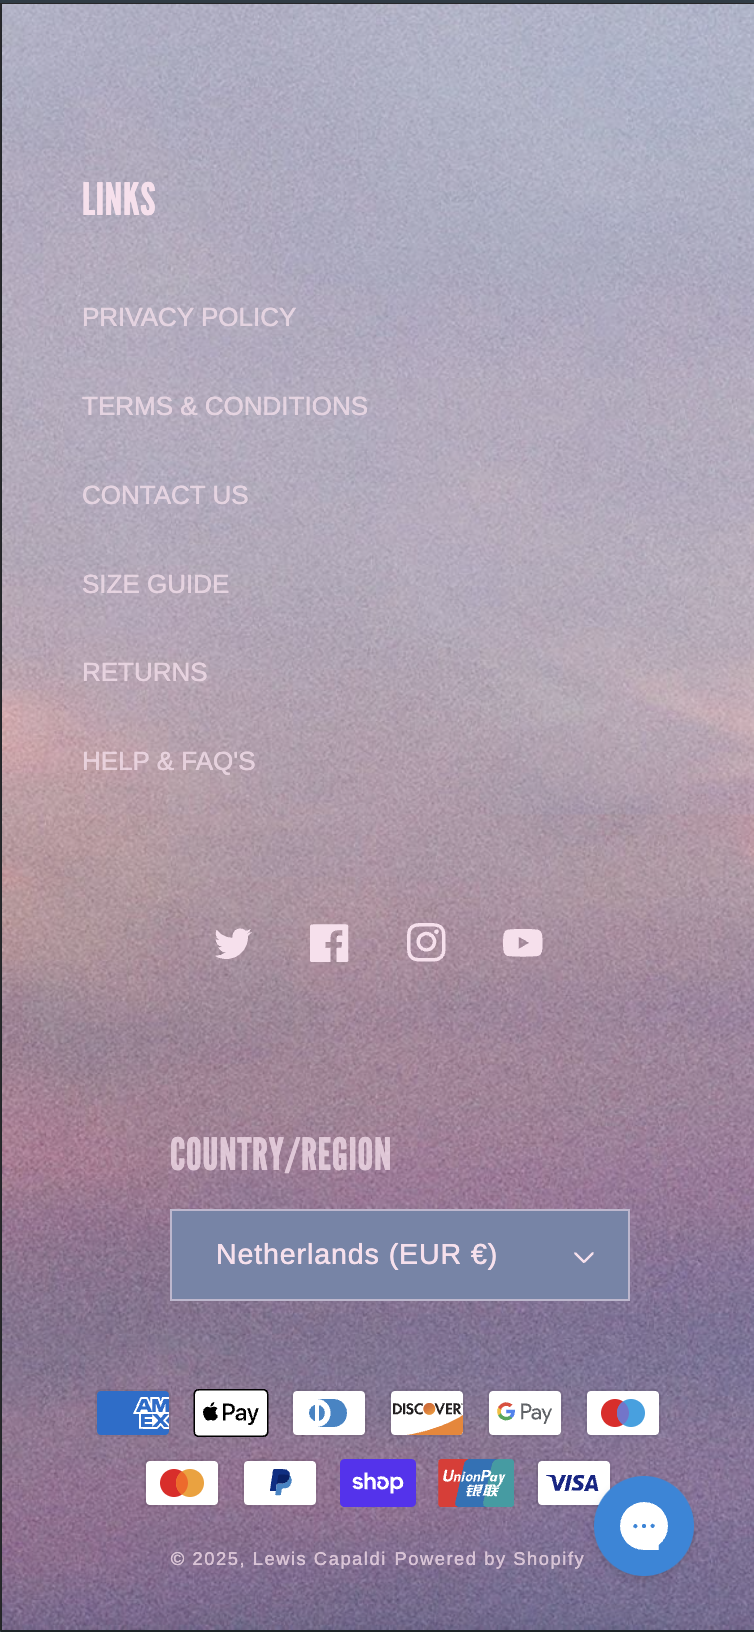 LINKS
PRIVACY POLICY
TERMS & CONDITIONS
CONTACT US
SIZE GUIDE
RETURNS
HELP & FAQ'S
COUNTRY/REGION
Netherlands (EUR €)
AM
EX
Pay
DISCOVER
G Pay
shop
UnionPay
银联
VISA
© 2025, Lewis Capaldi Powered by Shopify